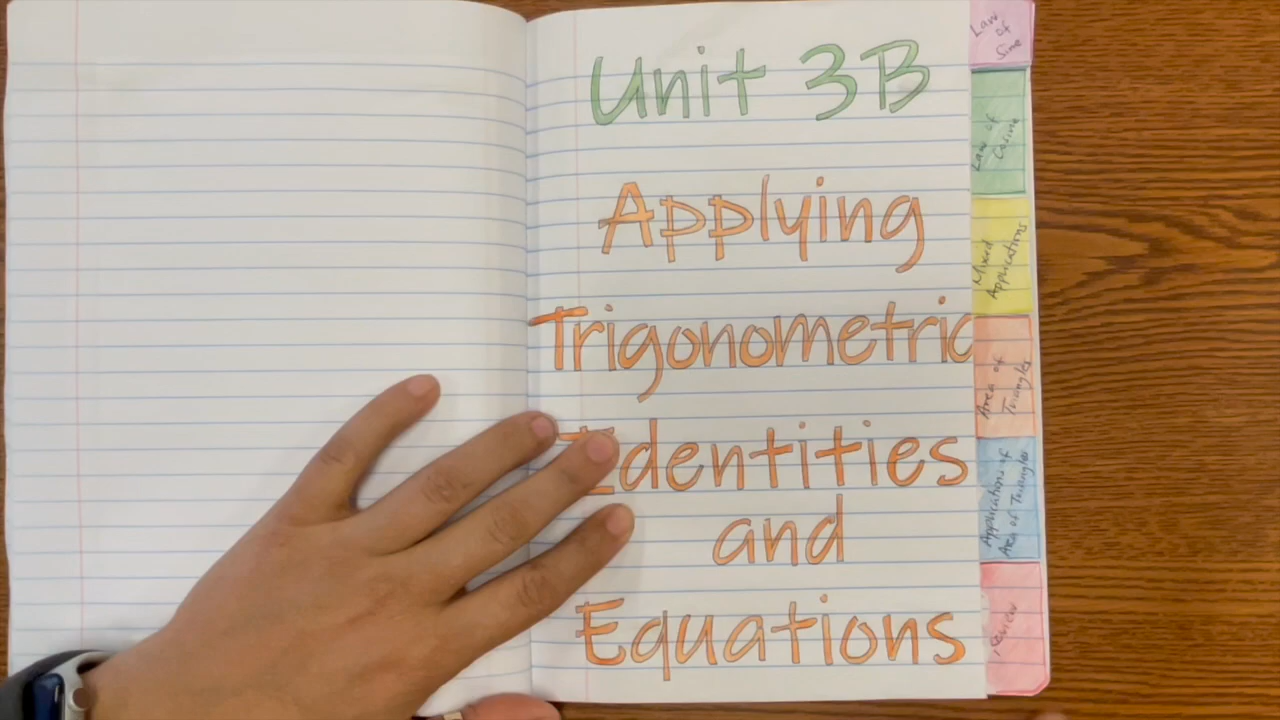 Unit 3B
Applying
Trigonometric
Identities
and
Equations
Law
of
Sine
Law of
Cosine
Mixed
Applications
Area of
Triangles
Applications of
Area of Triangles
Review